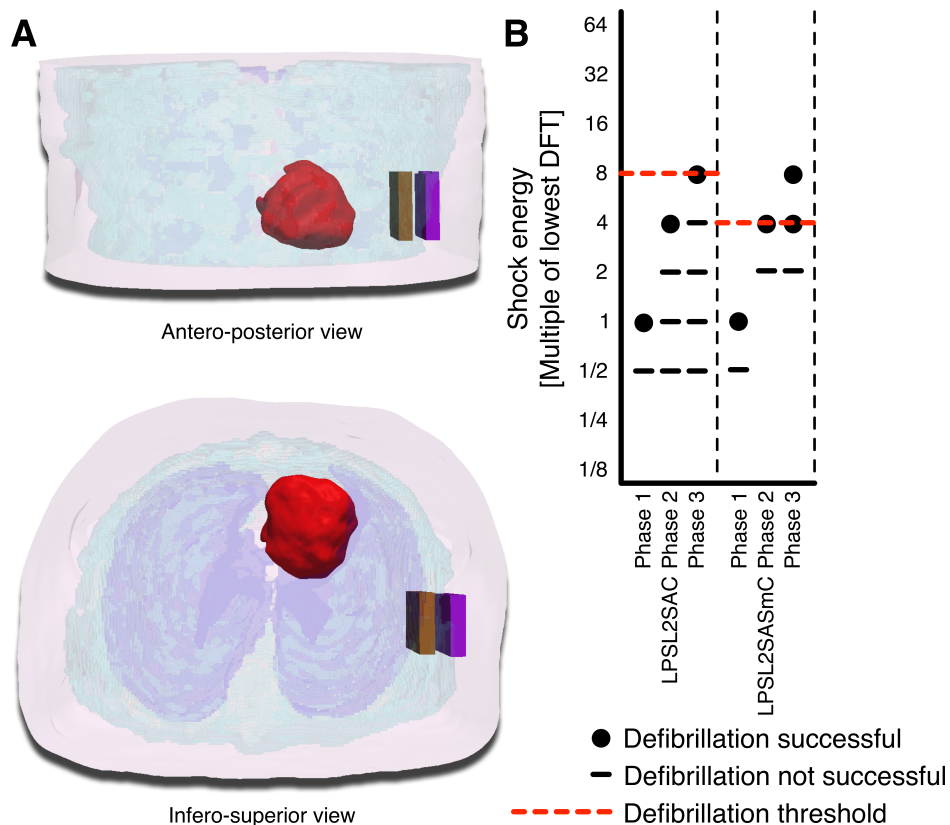 A
Antero-posterior view
Infero-superior view
B
Shock energy
[Multiple of lowest DFT]
64
32
16
8
4
2
1
1/2
1/4
1/8
Phase 1
Phase 2
Phase 3
LPSL2SAC
Phase 1
Phase 2
Phase 3
LPSL2SASmC
Defibrillation successful
Defibrillation not successful
Defibrillation threshold